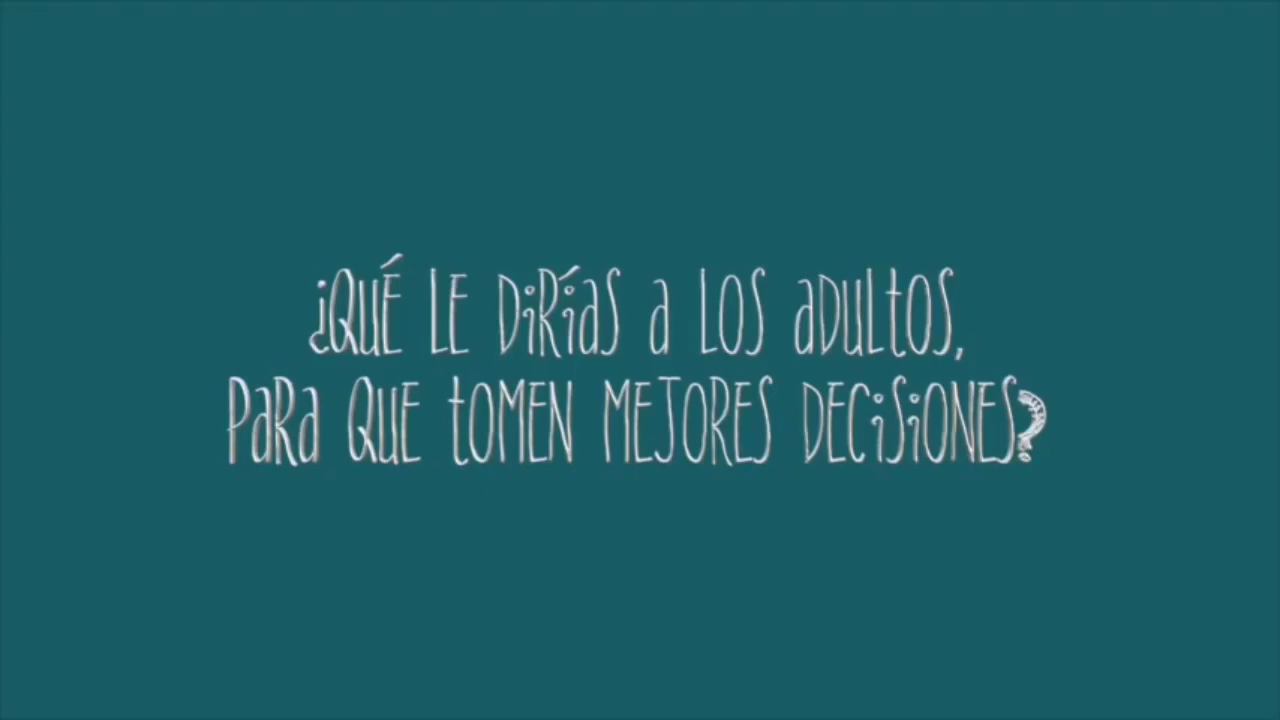 ¿QUÉ LE DiRías a LOS aDultOS,
PaRa QuE tOMEN MEJORES DECiSiONES?